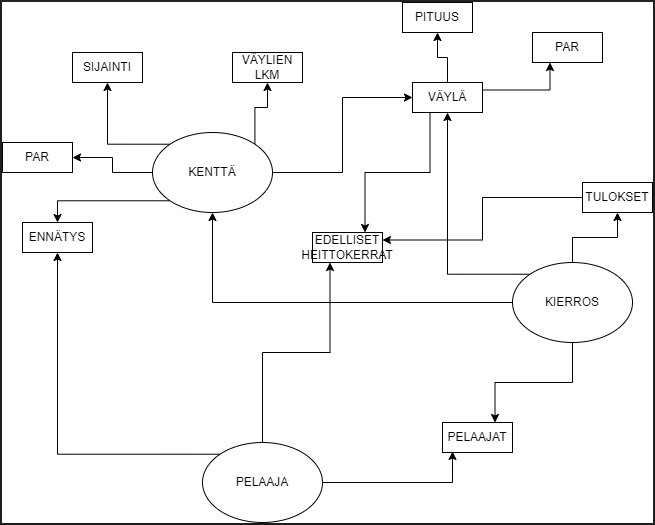 PITUUS
PAR
SIJAINTI
VÄYLIEN
LKM
VÄYLÄ
PAR
KENTTÄ
TULOKSET
ENNÄTYS
EDELLISET
HEITTOKERRAT
KIERROS
PELAAJAT
PELAAJA